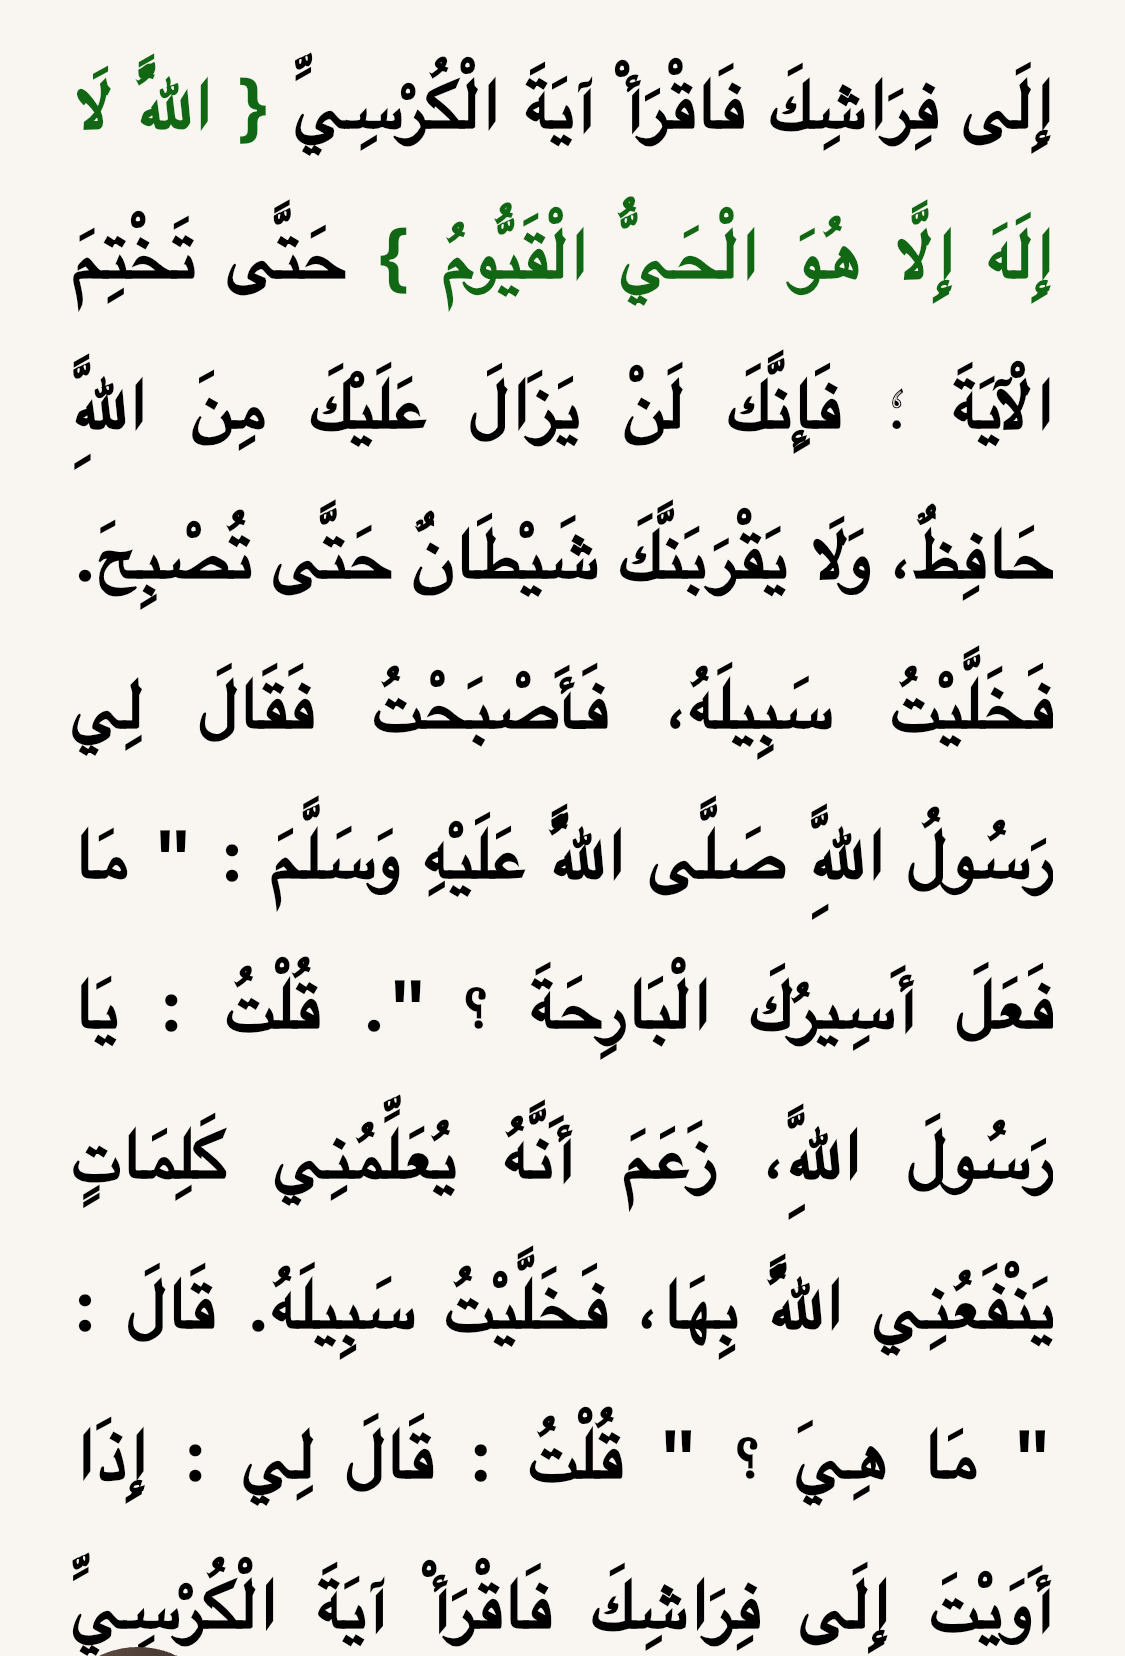 إِلَى فِرَاشِكَ فَاقْرَأْ آيَةَ الْكُرْسِيِّ { اللَّهُ لَا
إِلَهَ إِلَّا هُوَ الْحَيُّ الْقَيُّومُ } حَتَّى تَخْتِمَ
الْآيَةَ ؛ فَإِنَّكَ لَنْ يَزَالَ عَلَيْكَ مِنَ اللَّهِ
حَافِظٌ، وَلَا يَقْرَبَنَّكَ شَيْطَانٌ حَتَّى تُصْبِحَ.
فَخَلَّيْتُ سَبِيلَهُ، فَأَصْبَحْتُ فَقَالَ لِي
رَسُولُ اللَّهِ صَلَّى اللَّهُ عَلَيْهِ وَسَلَّمَ : " مَا
فَعَلَ أَسِيرُكَ الْبَارِحَةَ ؟ ". قُلْتُ : يَا
رَسُولَ اللَّهِ، زَعَمَ أَنَّهُ يُعَلِّمُنِي كَلِمَاتٍ
يَنْفَعُنِي اللَّهُ بِهَا، فَخَلَّيْتُ سَبِيلَهُ. قَالَ :
" مَا هِيَ ؟ " قُلْتُ : قَالَ لِي : إِذَا
أَوَيْتَ إِلَى فِرَاشِكَ فَاقْرَأْ آيَةَ الْكُرْسِيِّ